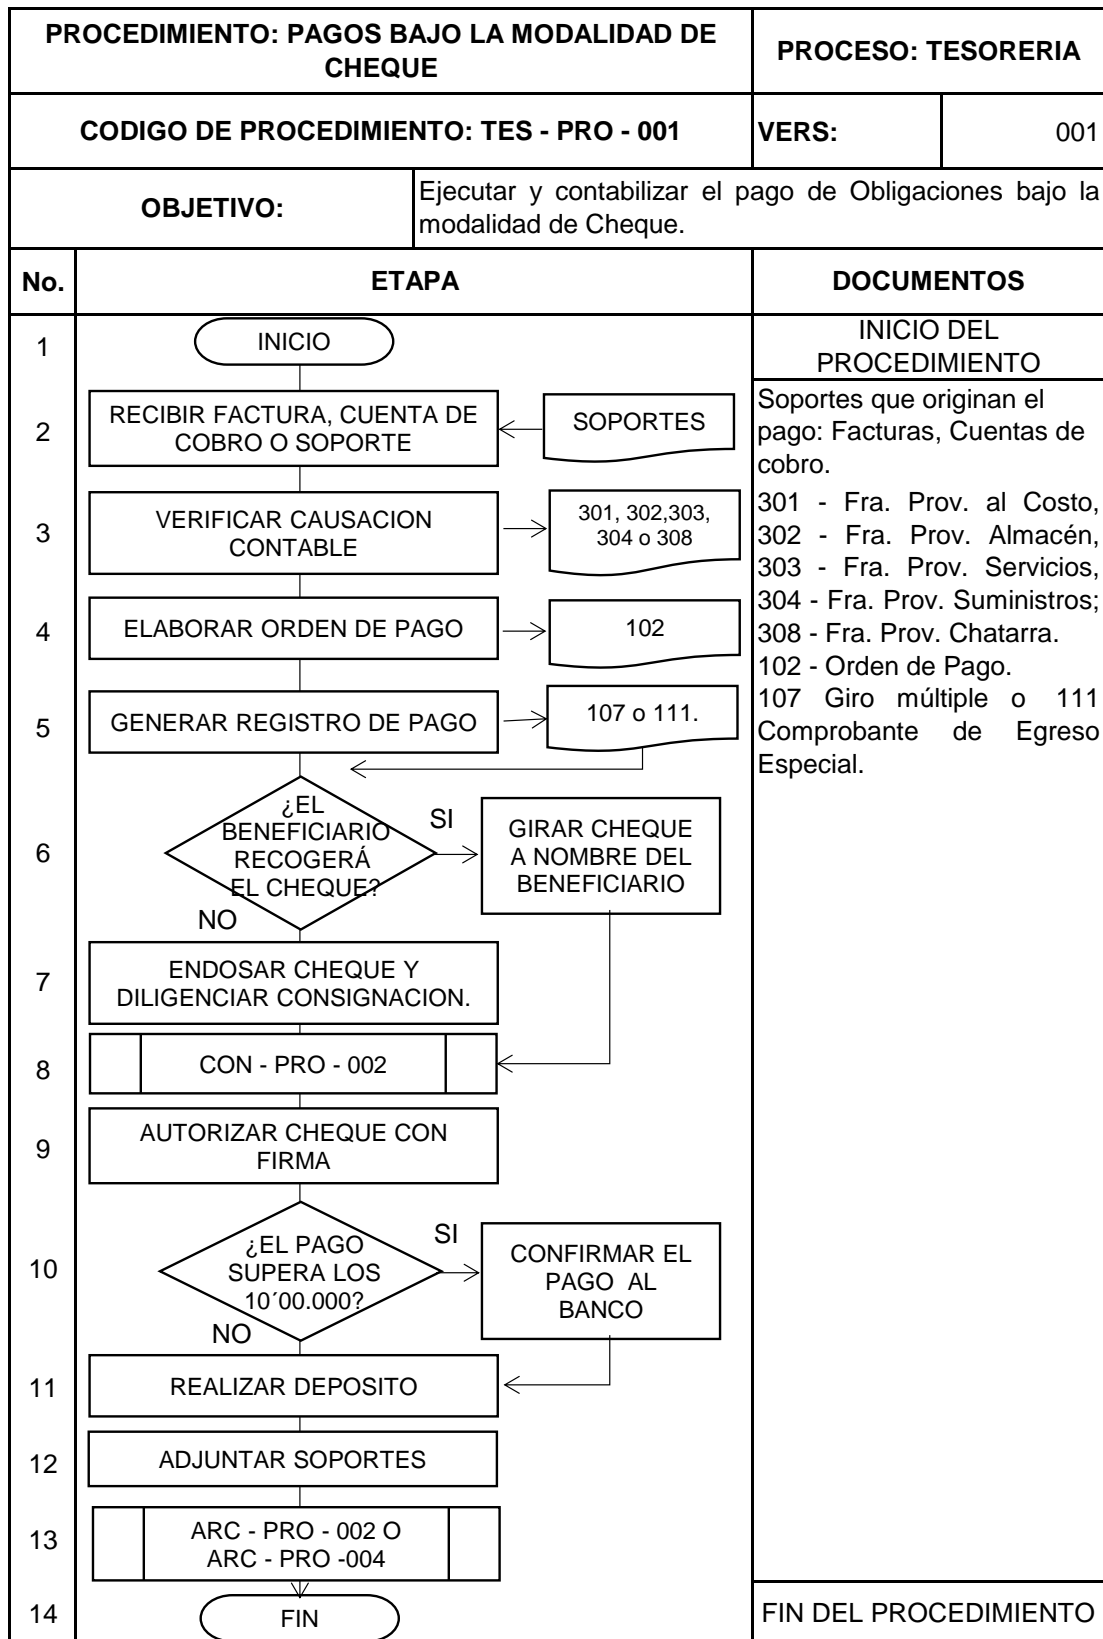 PROCEDIMIENTO: PAGOS BAJO LA MODALIDAD DE
CHEQUE
PROCESO: TESORERIA
CODIGO DE PROCEDIMIENTO: TES - PRO - 001
VERS:
001
OBJETIVO:
Ejecutar y contabilizar el pago de Obligaciones bajo la
modalidad de Cheque.
No.
ETAPA
DOCUMENTOS
1
INICIO
INICIO DEL
PROCEDIMIENTO
2
RECIBIR FACTURA, CUENTA DE
COBRO O SOPORTE
SOPORTES
Soportes que originan el
pago: Facturas, Cuentas de
cobro.
3
VERIFICAR CAUSACION
CONTABLE
301, 302,303,
304 o 308
301 - Fra. Prov. al Costo,
302 - Fra. Prov. Almacén,
303 - Fra. Prov. Servicios,
304 - Fra. Prov. Suministros;
308 - Fra. Prov. Chatarra.
4
ELABORAR ORDEN DE PAGO
102
102 - Orden de Pago.
5
GENERAR REGISTRO DE PAGO
107 o 111.
107 Giro múltiple o 111
Comprobante de Egreso
Especial.
6
¿EL
BENEFICIARIO
RECOGERÁ
EL CHEQUE?
SI
GIRAR CHEQUE
A NOMBRE DEL
BENEFICIARIO
NO
7
ENDOSAR CHEQUE Y
DILIGENCIAR CONSIGNACION.
8
CON - PRO - 002
9
AUTORIZAR CHEQUE CON
FIRMA
10
¿EL PAGO
SUPERA LOS
10´00.000?
SI
CONFIRMAR EL
PAGO AL
BANCO
NO
11
REALIZAR DEPOSITO
12
ADJUNTAR SOPORTES
13
ARC - PRO - 002 O
ARC - PRO -004
14
FIN
FIN DEL PROCEDIMIENTO